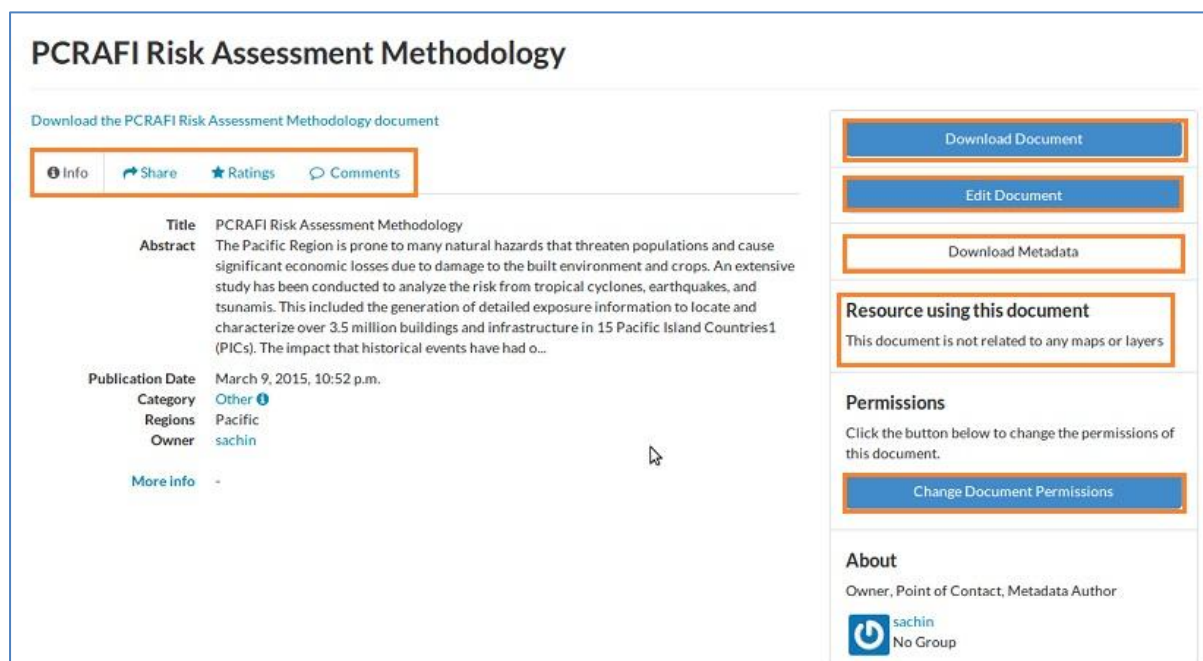 PCRAFI Risk Assessment Methodology
Download the PCRAFI Risk Assessment Methodology document
Info Share Ratings Comments
Title PCRAFI Risk Assessment Methodology
Abstract The Pacific Region is prone to many natural hazards that threaten populations and cause
significant economic losses due to damage to the built environment and crops. An extensive
study has been conducted to analyze the risk from tropical cyclones, earthquakes, and
tsunamis. This included the generation of detailed exposure information to locate and
characterize over 3.5 million buildings and infrastructure in 15 Pacific Island Countries1
(PICs). The impact that historical events have had o...
Publication Date March 9, 2015, 10:52 p.m.
Category Other
Regions Pacific
Owner sachin
More info -
Download Document
Edit Document
Download Metadata
Resource using this document
This document is not related to any maps or layers
Permissions
Click the button below to change the permissions of
this document.
Change Document Permissions
About
Owner, Point of Contact, Metadata Author
sachin
No Group